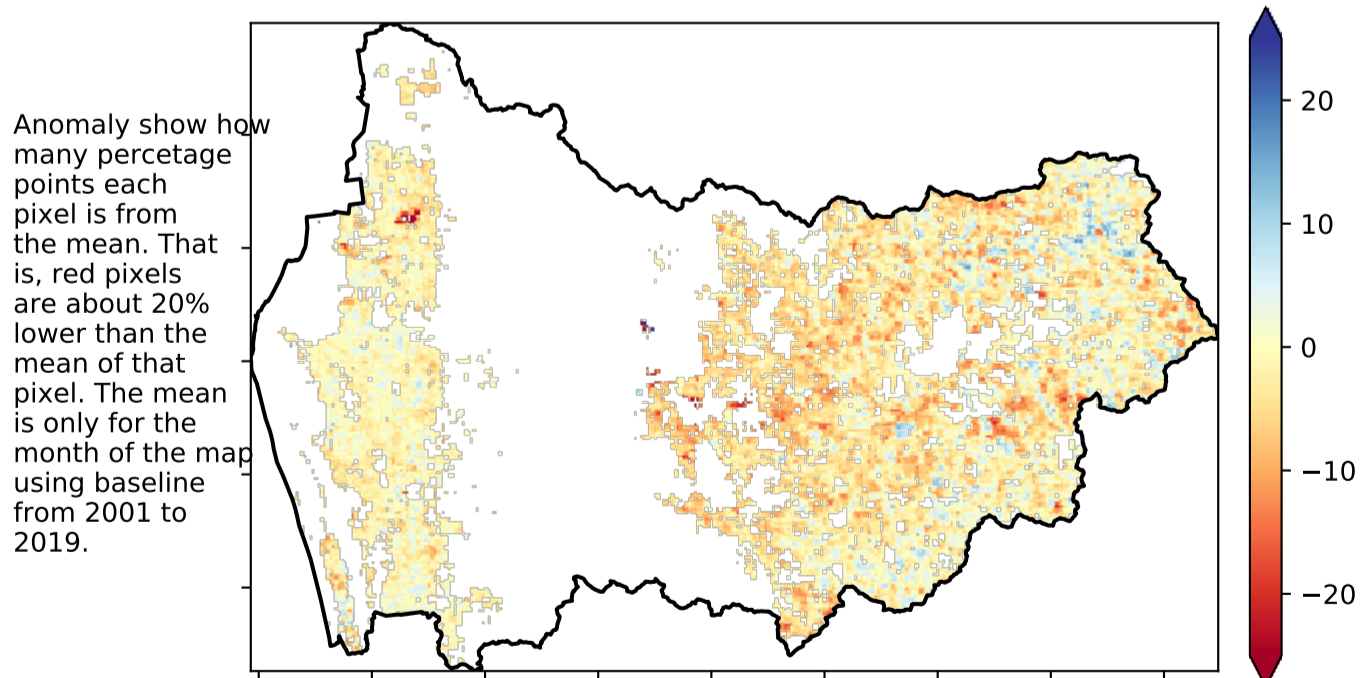 Anomaly show how
many percetage
points each
pixel is from
the mean. That
is, red pixels
are about 20%
lower than the
mean of that
pixel. The mean
is only for the
month of the map
using baseline
from 2001 to
2019.
20
10
0
−10
−20